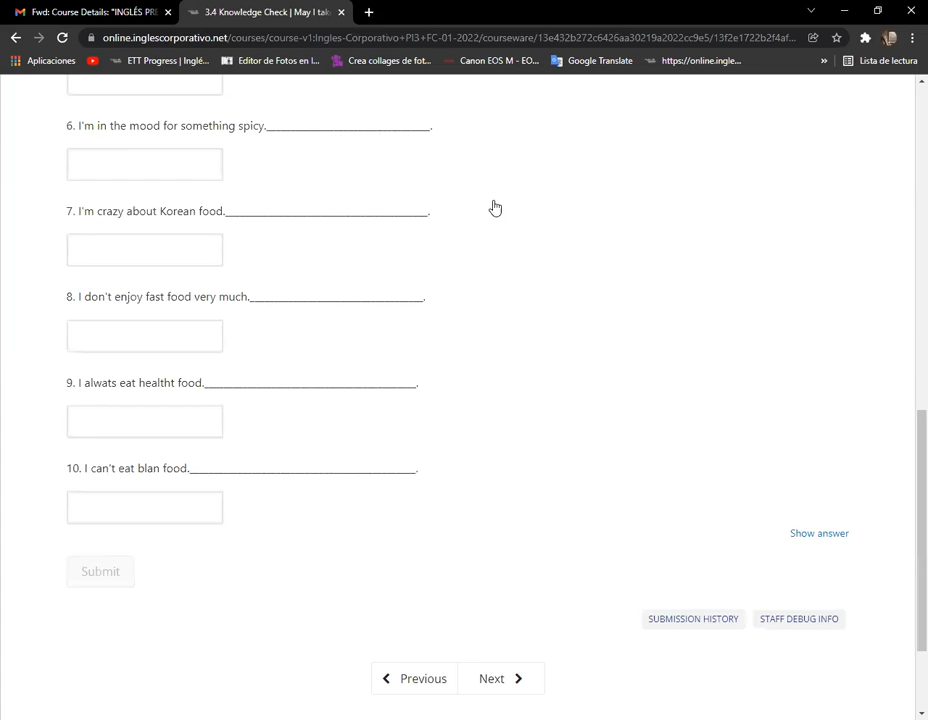 Fwd: Course Details: "INGLÉS PRE
3.4 Knowledge Check | May I tak
online.inglescorporativo.net/courses/course-v1:Ingles-Corporativo+PI3+FC-01-2022/courseware/13e432b272c6426aa30219a2022cc9e5/13f2e1722b2f4af...
Aplicaciones
ETT Progress | Inglé...
Editor de Fotos en l...
Crea collages de fot...
Canon EOS M - EO...
Google Translate
https://online.ingle...
»
Lista de lectura
6. I'm in the mood for something spicy.______________________________.
7. I'm crazy about Korean food.______________________________.
8. I don't enjoy fast food very much.______________________________.
9. I alwats eat healtht food.______________________________.
10. I can't eat blan food.______________________________.
Show answer
Submit
SUBMISSION HISTORY
STAFF DEBUG INFO
Previous
Next